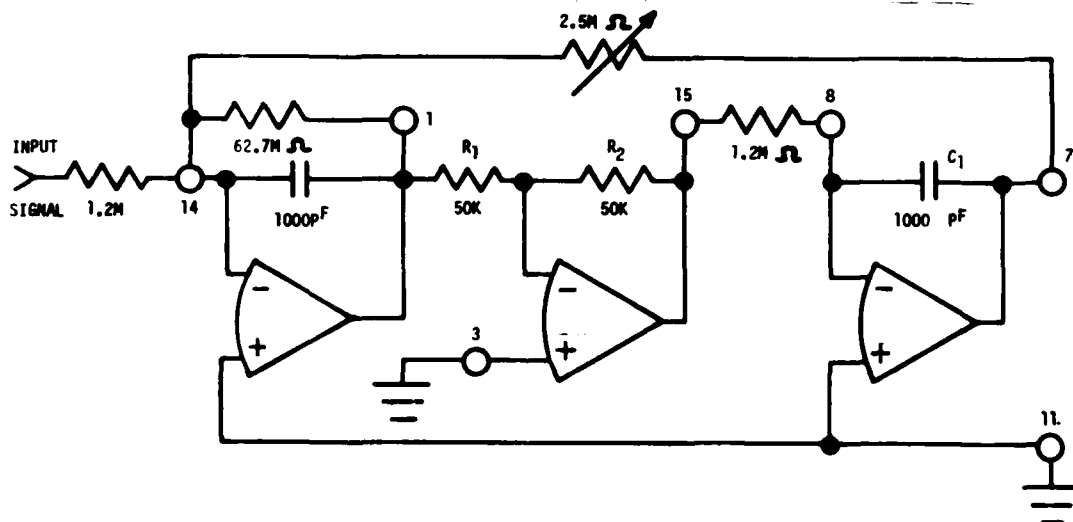 2.5M Ω
15
8
1
INPUT
62.7M Ω
R1
R2
1.2M Ω
C1
7
SIGNAL
1.2M
14
1000PF
50K
50K
1000 PF
-
-
-
+
3
+
+
11.